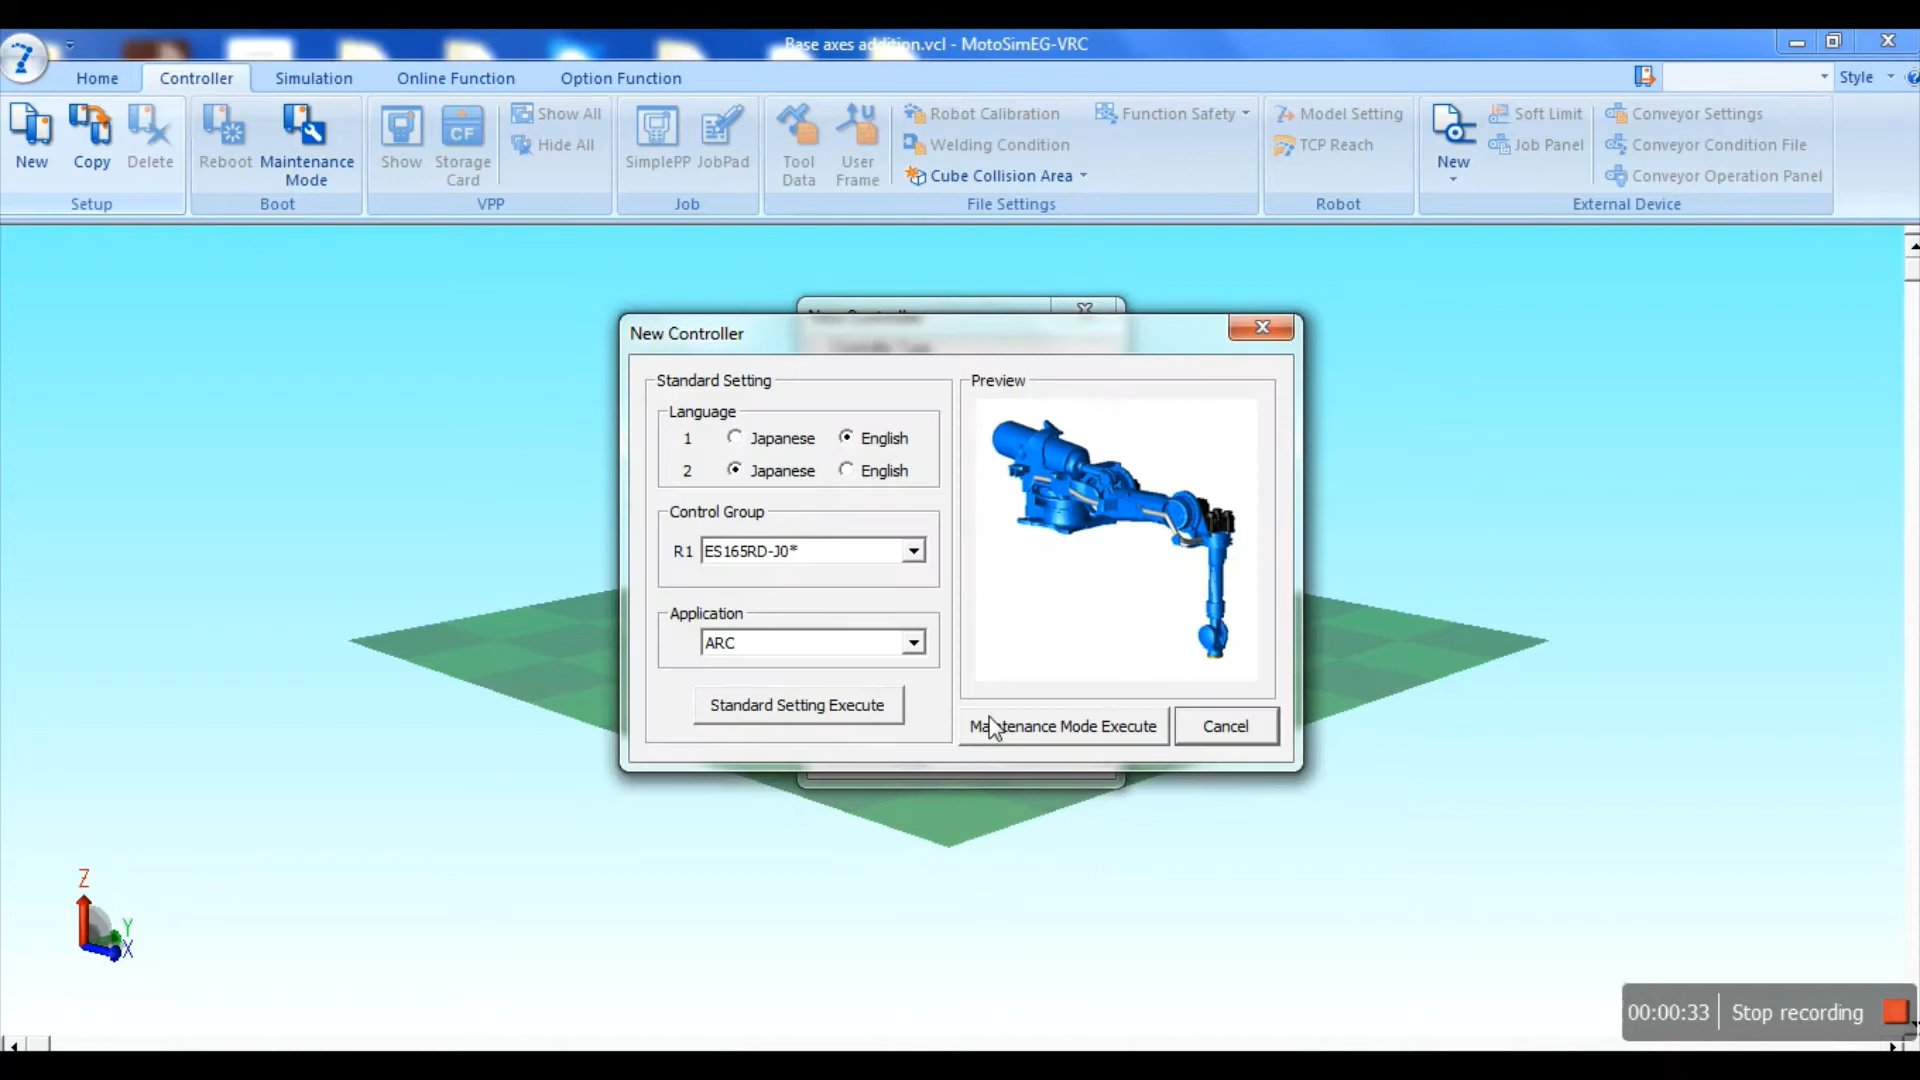 Base axes addition.vcl - MotoSimEG-VRC
Home Controller Simulation Online Function Option Function Style
New Copy Delete
Setup
Reboot Maintenance Mode
Boot
Show Storage Card
CF
Show All
Hide All
VPP
SimplePP JobPad
Job
Tool Data User Frame
Robot Calibration
Welding Condition
Cube Collision Area
Function Safety
File Settings
Model Setting
TCP Reach
Robot
New
Soft Limit
Job Panel
Conveyor Settings
Conveyor Condition File
Conveyor Operation Panel
External Device
New Controller
Standard Setting
Language
1 Japanese English
2 Japanese English
Control Group
R1 ES165RD-J0*
Application
ARC
Standard Setting Execute
Preview
Maintenance Mode Execute
Cancel
Z
Y
X
00:00:33 Stop recording